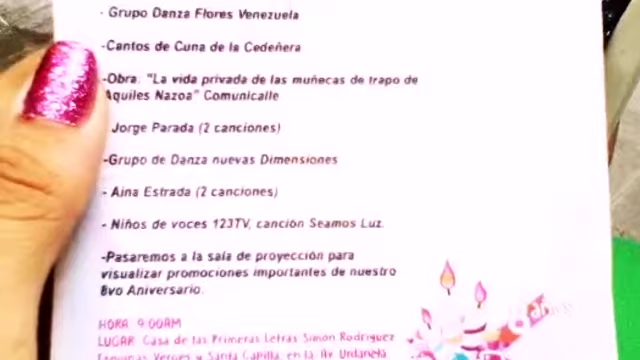 - Grupo Danza Flores Venezuela
-Cantos de Cuna de la Cedeñera
-Obra: "La vida privada de las muñecas de trapo de
Aquiles Nazoa" Comunicalle
Jorge Parada (2 canciones)
-Grupo de Danza nuevas Dimensiones
- Aina Estrada (2 canciones)
- Niños de voces 123TV, canción Seamos Luz.
-Pasaremos a la sala de proyección para
visualizar promociones importantes de nuestro
8vo Aniversario.
HORA: 9:00AM
LUGAR: Casa de las Primeras Letras Simon Rodriguez
Esquinas Veroes y Santa Capilla, en la Av Urdaneta